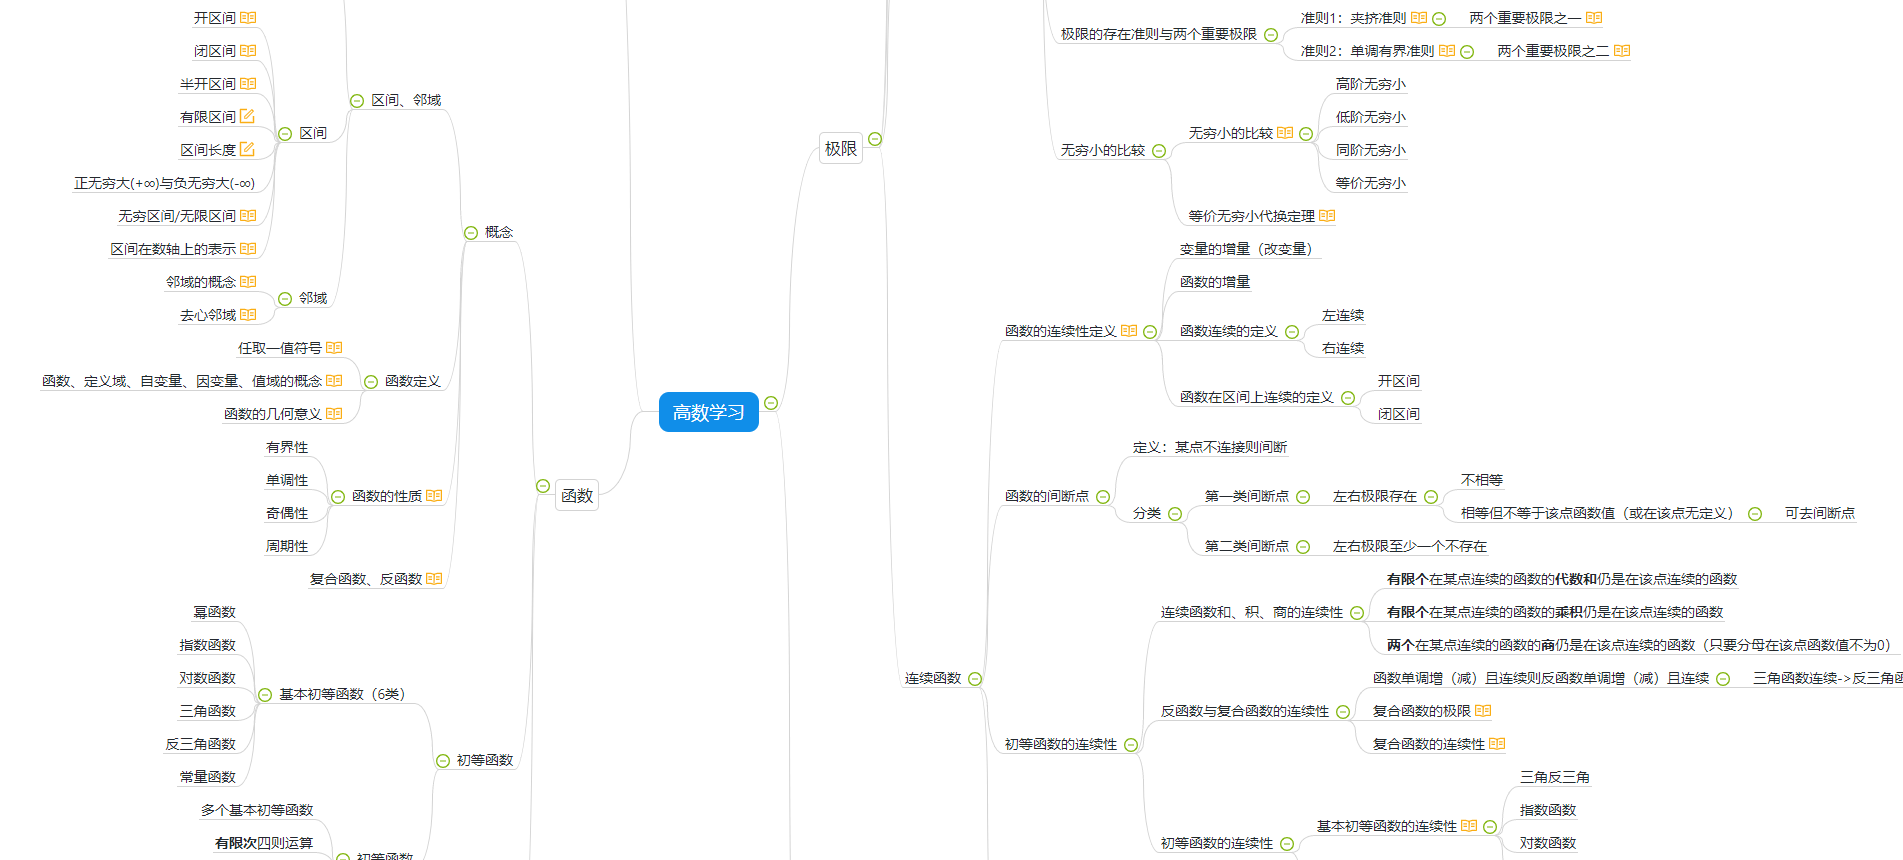 高数学习
函数
概念
区间、邻域
区间
开区间
闭区间
半开区间
有限区间
区间长度
正无穷大(+∞)与负无穷大(-∞)
无穷区间/无限区间
区间在数轴上的表示
邻域
邻域的概念
去心邻域
函数定义
任取一值符号
函数、定义域、自变量、因变量、值域的概念
函数的几何意义
函数的性质
有界性
单调性
奇偶性
周期性
复合函数、反函数
初等函数
基本初等函数（6类）
幂函数
指数函数
对数函数
三角函数
反三角函数
常量函数
初等函数
多个基本初等函数
有限次四则运算
极限
极限的存在准则与两个重要极限
准则1：夹挤准则
两个重要极限之一
准则2：单调有界准则
两个重要极限之二
无穷小的比较
无穷小的比较
高阶无穷小
低阶无穷小
同阶无穷小
等价无穷小
等价无穷小代换定理
连续函数
函数的连续性定义
变量的增量（改变量）
函数的增量
函数连续的定义
左连续
右连续
函数在区间上连续的定义
开区间
闭区间
函数的间断点
定义：某点不连接则间断
分类
第一类间断点
左右极限存在
不相等
相等但不等于该点函数值（或在该点无定义）
可去间断点
第二类间断点
左右极限至少一个不存在
初等函数的连续性
连续函数和、积、商的连续性
有限个在某点连续的函数的代数和仍是在该点连续的函数
有限个在某点连续的函数的乘积仍是在该点连续的函数
两个在某点连续的函数的商仍是在该点连续的函数（只要分母在该点函数值不为0）
反函数与复合函数的连续性
函数单调增（减）且连续则反函数单调增（减）且连续
三角函数连续->反三角函
复合函数的极限
复合函数的连续性
初等函数的连续性
基本初等函数的连续性
三角反三角
指数函数
对数函数